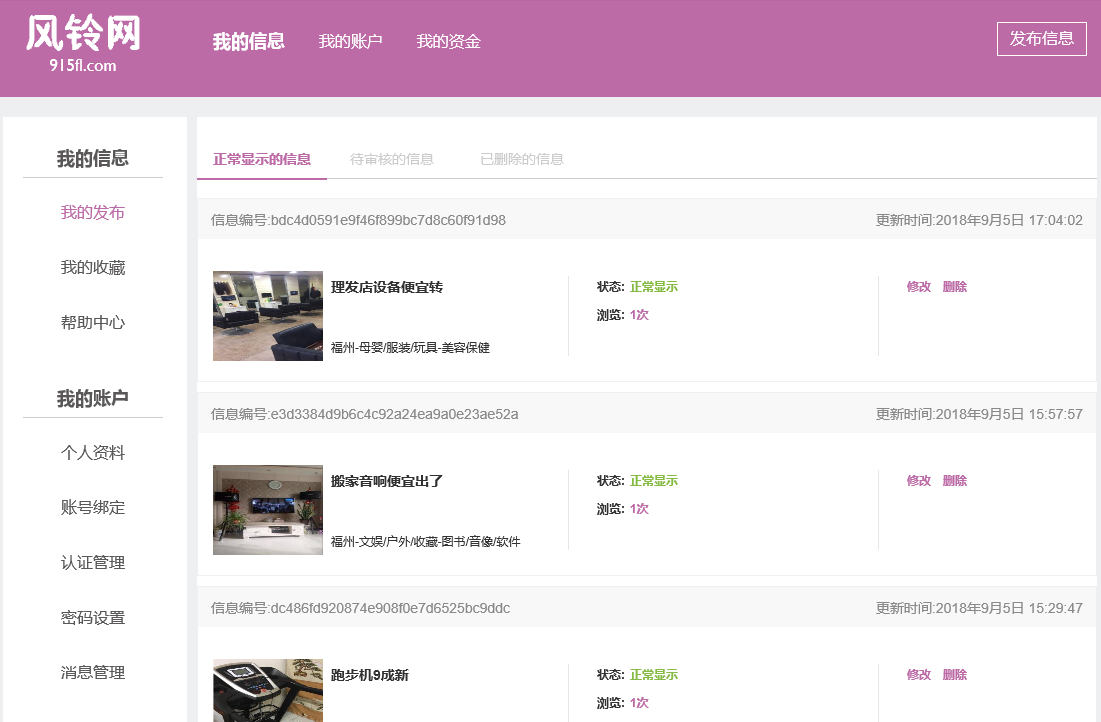 风铃网
915fl.com
我的信息 我的账户 我的资金
发布信息
我的信息
我的发布
我的收藏
帮助中心
我的账户
个人资料
账号绑定
认证管理
密码设置
消息管理
正常显示的信息 待审核的信息 已删除的信息
信息编号:bdc4d0591e9f46f899bc7d8c60f91d98 更新时间:2018年9月5日 17:04:02
理发店设备便宜转
福州-母婴/服装/玩具-美容保健
状态: 正常显示
浏览: 1次
修改 删除
信息编号:e3d3384d9b6c4c92a24ea9a0e23ae52a 更新时间:2018年9月5日 15:57:57
搬家音响便宜出了
福州-文娱/户外/收藏-图书/音像/软件
状态: 正常显示
浏览: 1次
修改 删除
信息编号:dc486fd920874e908f0e7d6525bc9ddc 更新时间:2018年9月5日 15:29:47
跑步机9成新
状态: 正常显示
浏览: 1次
修改 删除